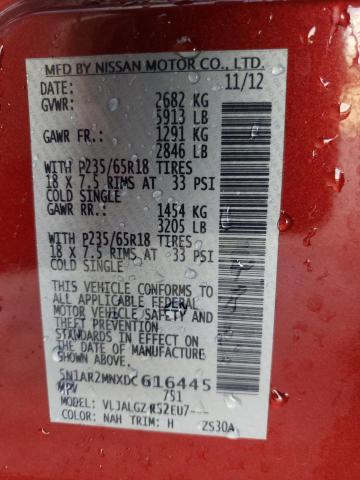 MFD BY NISSAN MOTOR CO., LTD.
DATE: 11/12
GVWR: 2682 KG
5913 LB
GAWR FR: 1291 KG
2846 LB
WITH P235/65R18 TIRES
18 X 7.5 RIMS AT 33 PSI
COLD SINGLE
GAWR RR: 1454 KG
3205 LB
WITH P235/65R18 TIRES
18 X 7.5 RIMS AT 33 PSI
COLD SINGLE
THIS VEHICLE CONFORMS TO
ALL APPLICABLE FEDERAL
MOTOR VEHICLE SAFETY AND
THEFT PREVENTION
STANDARDS IN EFFECT ON
THE DATE OF MANUFACTURE
SHOWN ABOVE.
5N1AR2MNXDC616445
MPV 751
MODEL: VLJALGZ-R52EU7---
COLOR: NAH TRIM: H ZS30A